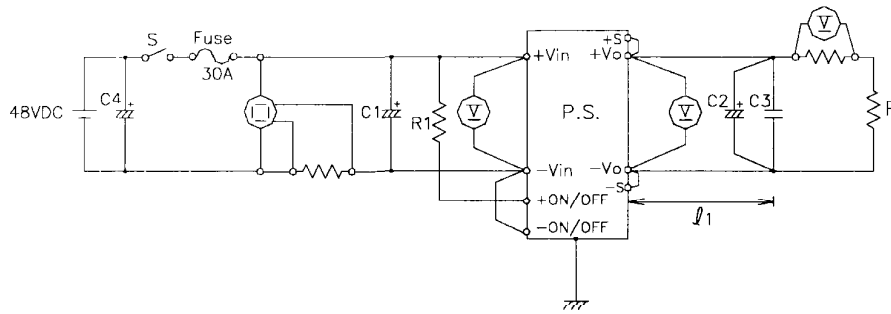 S
Fuse
30A
48VDC
C4
C1
R1
V
+Vin
-Vin
+ON/OFF
-ON/OFF
P.S.
+S
+Vo
-Vo
-S
V
C2
C3
V
R
ℓ1